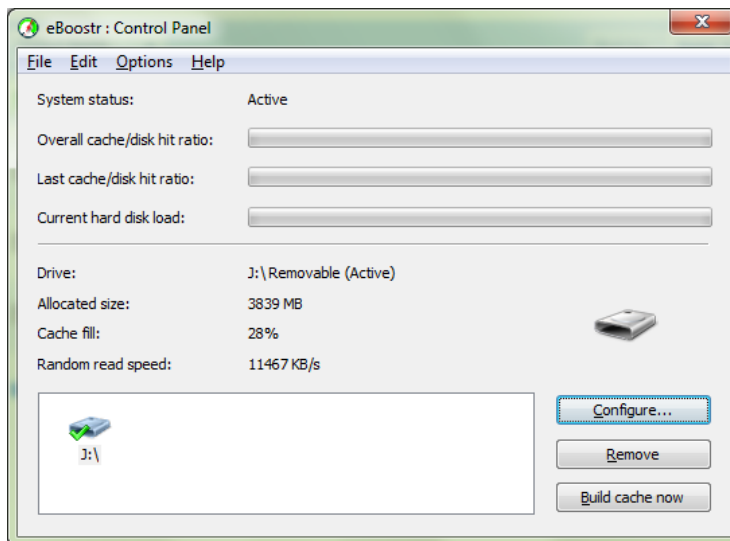 eBoostr : Control Panel
File Edit Options Help
System status: Active
Overall cache/disk hit ratio:
Last cache/disk hit ratio:
Current hard disk load:
Drive: J:\Removable (Active)
Allocated size: 3839 MB
Cache fill: 28%
Random read speed: 11467 KB/s
J:\
Configure...
Remove
Build cache now